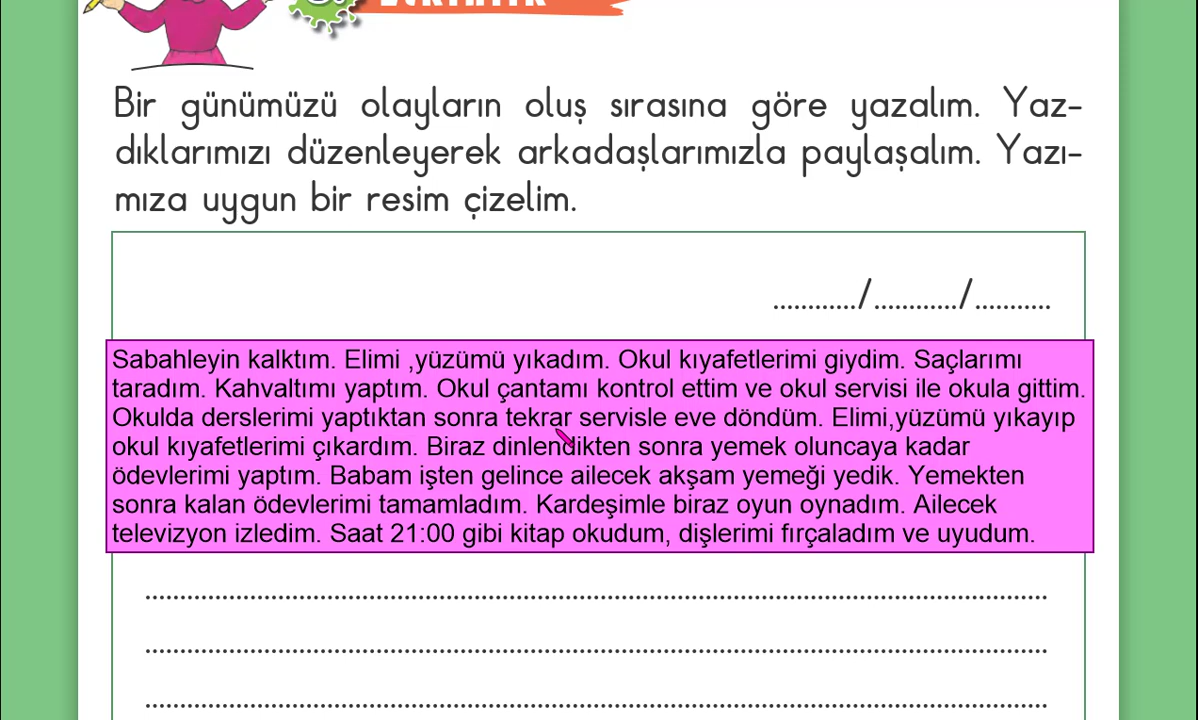 Bir günümüzü olayların oluş sırasına göre yazalım. Yaz-
dıklarımızı düzenleyerek arkadaşlarımızla paylaşalım. Yazı-
mıza uygun bir resim çizelim.
............/............/...........
Sabahleyin kalktım. Elimi ,yüzümü yıkadım. Okul kıyafetlerimi giydim. Saçlarımı
taradım. Kahvaltımı yaptım. Okul çantamı kontrol ettim ve okul servisi ile okula gittim.
Okulda derslerimi yaptıktan sonra tekrar servisle eve döndüm. Elimi,yüzümü yıkayıp
okul kıyafetlerimi çıkardım. Biraz dinlendikten sonra yemek oluncaya kadar
ödevlerimi yaptım. Babam işten gelince ailecek akşam yemeği yedik. Yemekten
sonra kalan ödevlerimi tamamladım. Kardeşimle biraz oyun oynadım. Ailecek
televizyon izledim. Saat 21:00 gibi kitap okudum, dişlerimi fırçaladım ve uyudum.